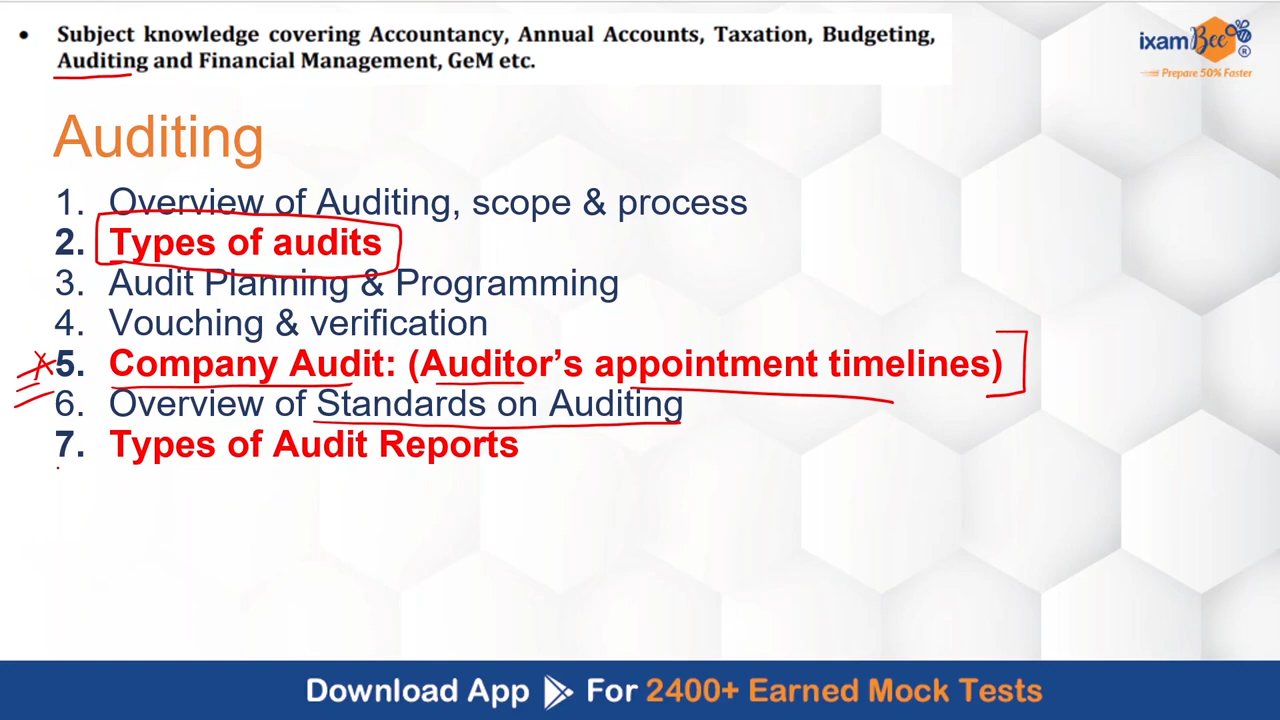 • Subject knowledge covering Accountancy, Annual Accounts, Taxation, Budgeting,
Auditing and Financial Management, GeM etc.
ixamBee®
Prepare 50% Faster
Auditing
1. Overview of Auditing, scope & process
2. Types of audits
3. Audit Planning & Programming
4. Vouching & verification
5. Company Audit: (Auditor’s appointment timelines)
6. Overview of Standards on Auditing
7. Types of Audit Reports
Download App For 2400+ Earned Mock Tests